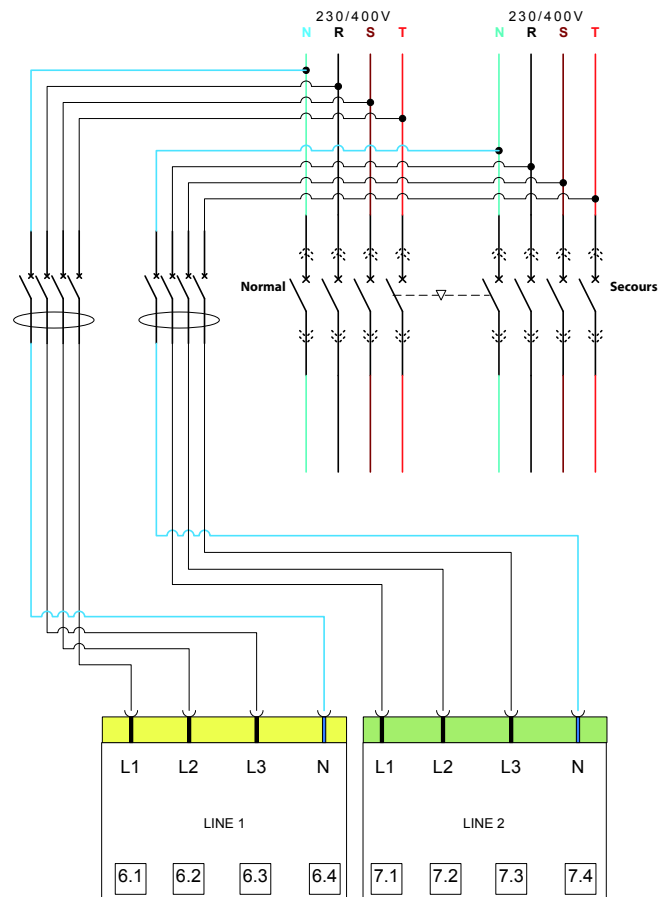 230/400V 230/400V
N R S T N R S T
Normal Secours
L1 L2 L3 N L1 L2 L3 N
LINE 1 LINE 2
6.1 6.2 6.3 6.4 7.1 7.2 7.3 7.4